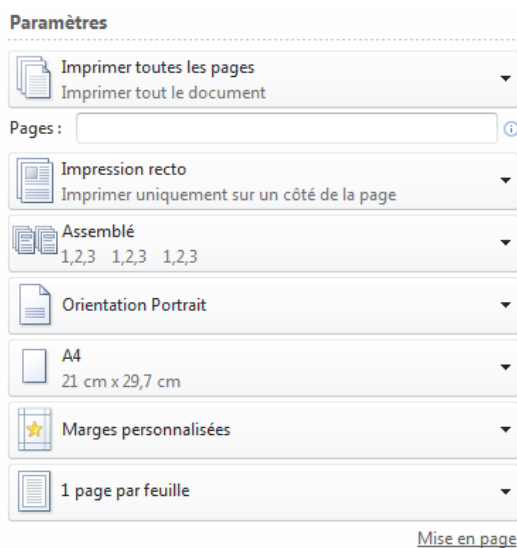 Paramètres
Imprimer toutes les pages
Imprimer tout le document
Pages :
Impression recto
Imprimer uniquement sur un côté de la page
Assemblé
1,2,3 1,2,3 1,2,3
Orientation Portrait
A4
21 cm x 29,7 cm
Marges personnalisées
1 page par feuille
Mise en page